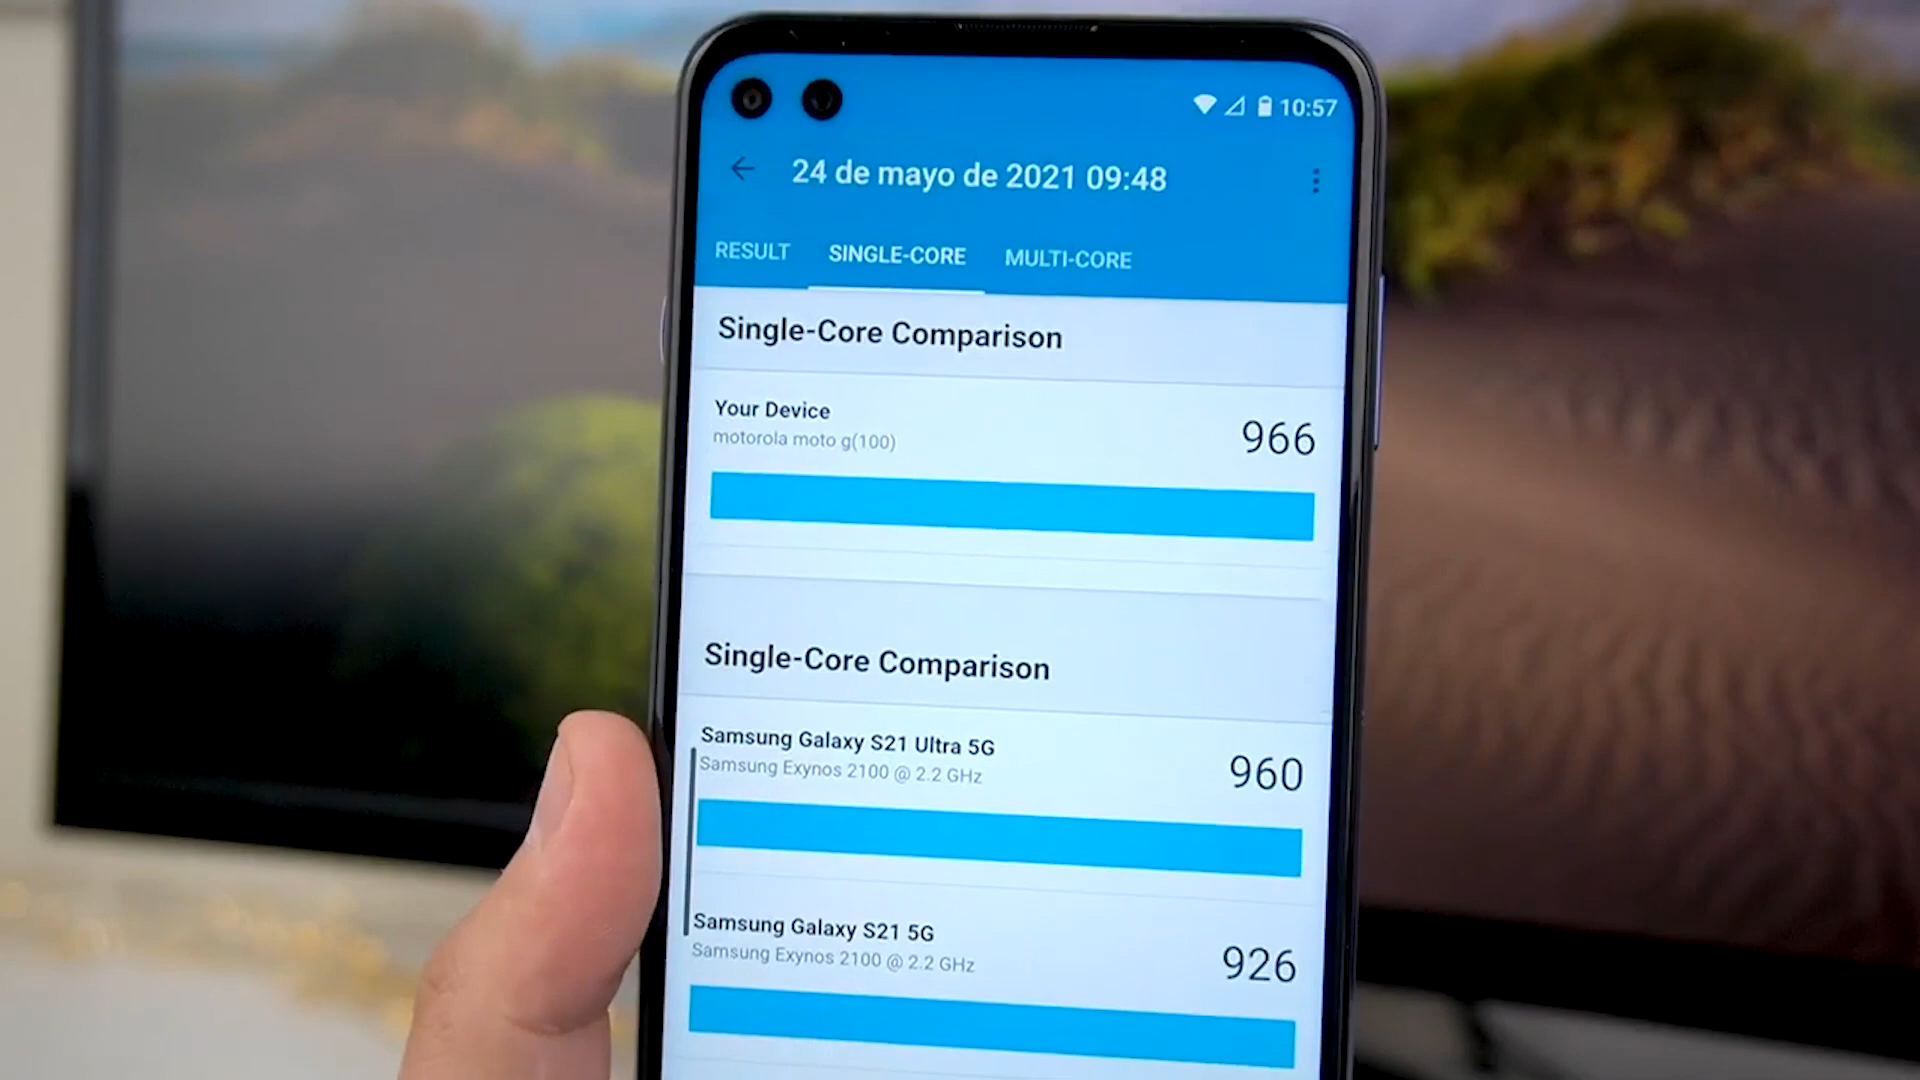 10:57
24 de mayo de 2021 09:48
RESULT SINGLE-CORE MULTI-CORE
Single-Core Comparison
Your Device
motorola moto g(100)
966
Single-Core Comparison
Samsung Galaxy S21 Ultra 5G
Samsung Exynos 2100 @ 2.2 GHz
960
Samsung Galaxy S21 5G
Samsung Exynos 2100 @ 2.2 GHz
926